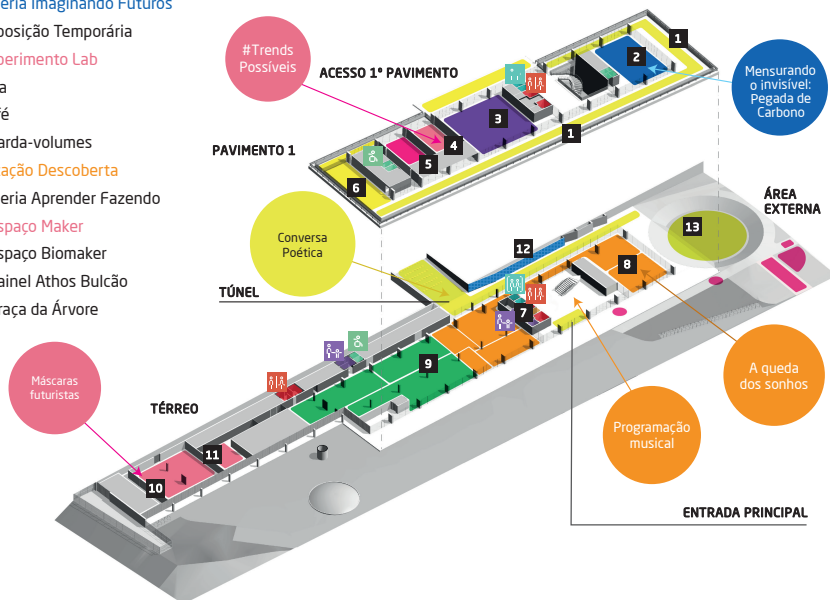 eria Imaginando Futuros
posição Temporária
perimento Lab
a
fé
arda-volumes
ação Descoberta
eria Aprender Fazendo
spaço Maker
spaço Biomaker
ainel Athos Bulcão
raça da Árvore
#Trends
Possíveis
ACESSO 1º PAVIMENTO
Mensurando
o invisível:
Pegada de
Carbono
PAVIMENTO 1
1
2
3
1
4
5
6
ÁREA
EXTERNA
Conversa
Poética
TÚNEL
12
13
8
7
9
TÉRREO
Máscaras
futuristas
11
10
A queda
dos sonhos
Programação
musical
ENTRADA PRINCIPAL